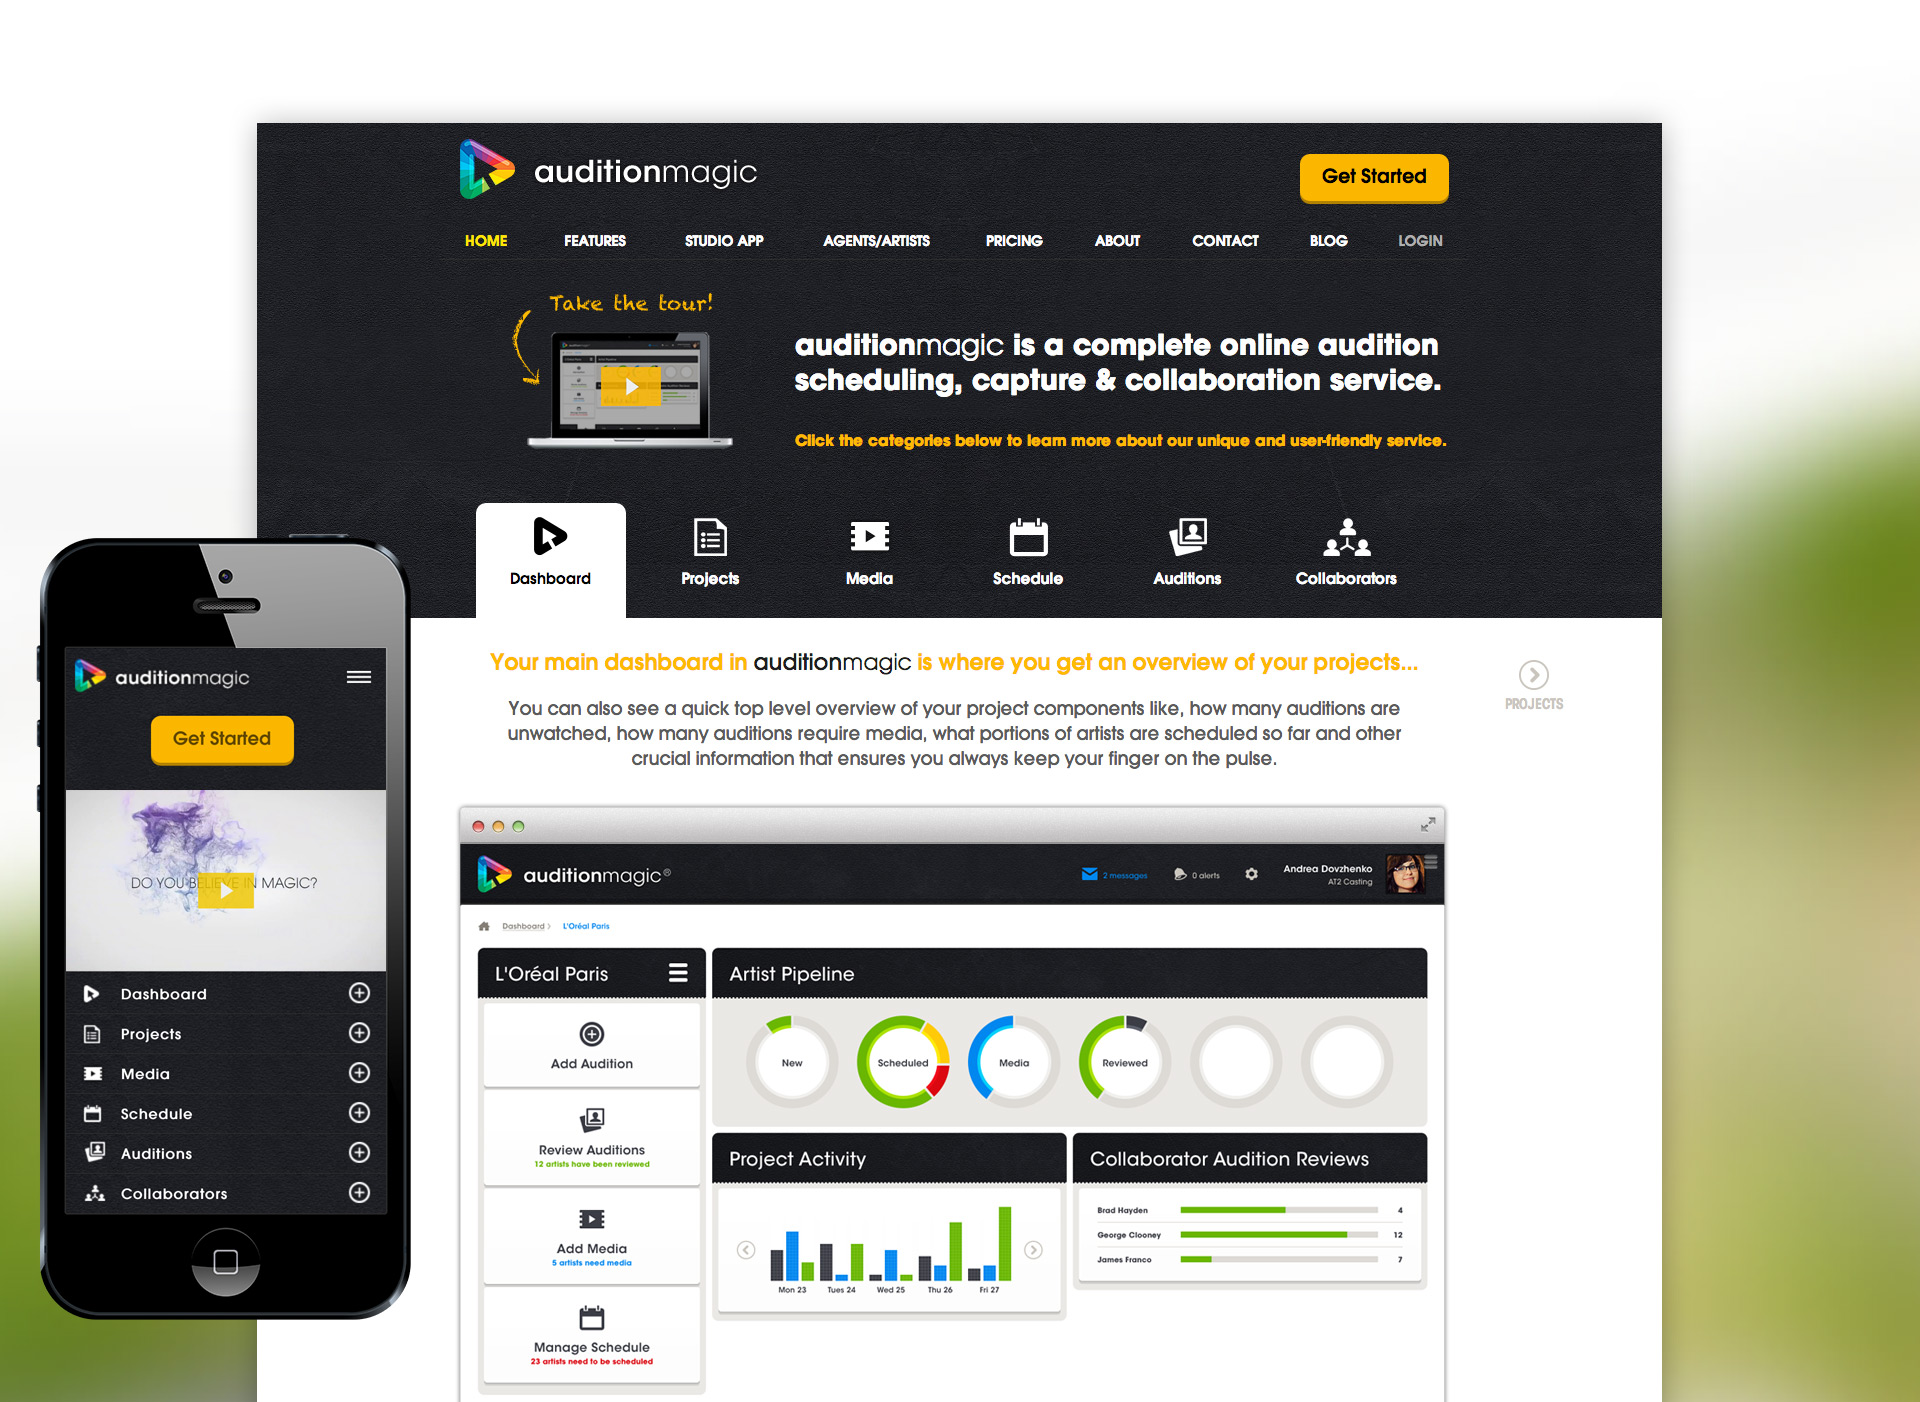 auditionmagic
Get Started
HOME FEATURES STUDIO APP AGENTS/ARTISTS PRICING ABOUT CONTACT BLOG LOGIN
Take the tour!
auditionmagic is a complete online audition
scheduling, capture & collaboration service.
Click the categories below to learn more about our unique and user-friendly service.
Dashboard Projects Media Schedule Auditions Collaborators
Your main dashboard in auditionmagic is where you get an overview of your projects...
You can also see a quick top level overview of your project components like, how many auditions are
unwatched, how many auditions require media, what portions of artists are scheduled so far and other
crucial information that ensures you always keep your finger on the pulse.
PROJECTS
auditionmagic®
2 messages
0 alerts
Andrea Dovzhenko
AT2 Casting
Dashboard
L'Oréal Paris
L'Oréal Paris
Add Audition
Review Auditions
12 artists have been reviewed
Add Media
5 artists need media
Manage Schedule
23 artists need to be scheduled
Artist Pipeline
New Scheduled Media Reviewed
Project Activity
Mon 23 Tues 24 Wed 25 Thu 26 Fri 27
Collaborator Audition Reviews
Brad Hayden 4
George Clooney 12
James Franco 7
auditionmagic
Get Started
DO YOU BELIEVE IN MAGIC?
Dashboard
Projects
Media
Schedule
Auditions
Collaborators